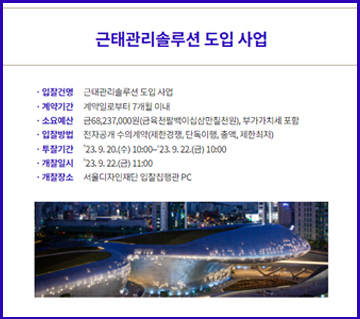 근태관리솔루션 도입 사업
· 입찰건명 근태관리솔루션 도입 사업
· 계약기간 계약일로부터 7개월 이내
· 소요예산 금68,237,000원(금육천팔백이십삼만칠천원), 부가가치세 포함
· 입찰방법 전자공개 수의계약(제한경쟁, 단독이행, 총액, 제한최저)
· 투찰기간 '23. 9. 20.(수) 10:00~'23. 9. 22.(금) 10:00
· 개찰일시 '23. 9. 22.(금) 11:00
· 개찰장소 서울디자인재단 입찰집행관 PC